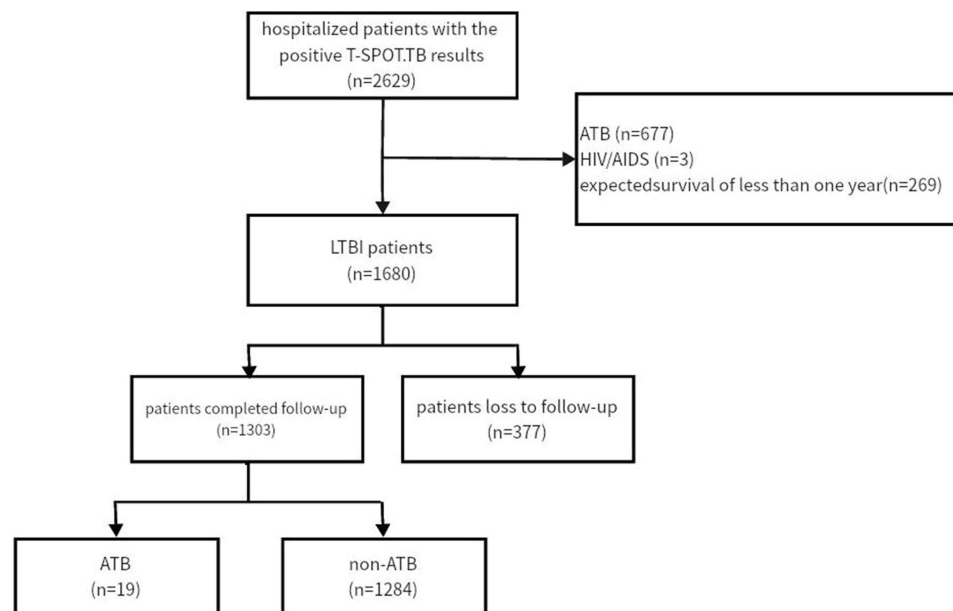 hospitalized patients with the
positive T-SPOT.TB results
(n=2629)
ATB (n=677)
HIV/AIDS (n=3)
expectedsurvival of less than one year(n=269)
LTBI patients
(n=1680)
patients completed follow-up
(n=1303)
patients loss to follow-up
(n=377)
ATB
(n=19)
non-ATB
(n=1284)